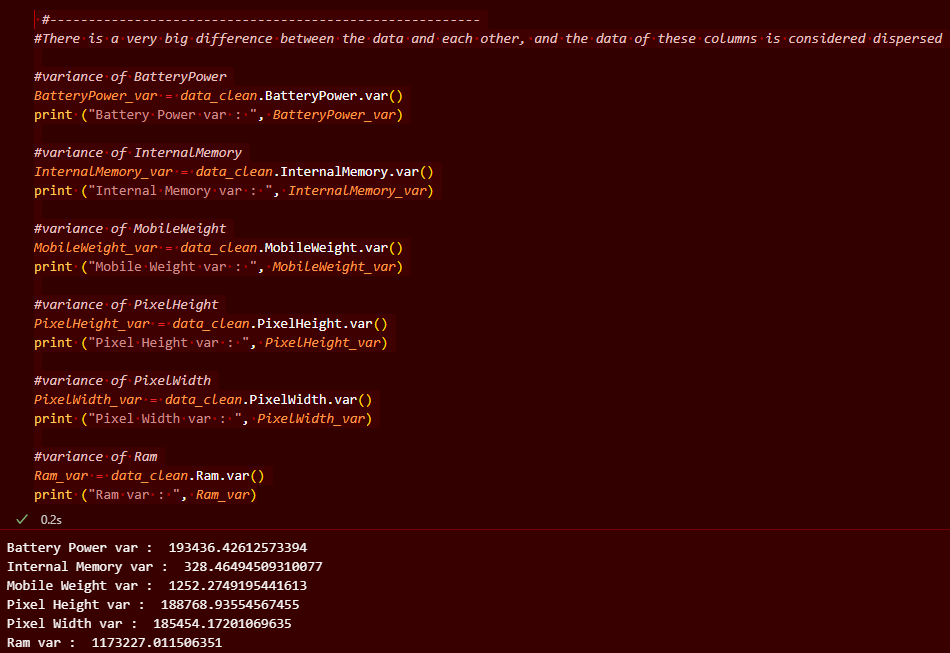 #--------------------------------------------------------
#There is a very big difference between the data and each other, and the data of these columns is considered dispersed
#variance of BatteryPower
BatteryPower_var = data_clean.BatteryPower.var()
print ("Battery Power var : ", BatteryPower_var)
#variance of InternalMemory
InternalMemory_var = data_clean.InternalMemory.var()
print ("Internal Memory var : ", InternalMemory_var)
#variance of MobileWeight
MobileWeight_var = data_clean.MobileWeight.var()
print ("Mobile Weight var : ", MobileWeight_var)
#variance of PixelHeight
PixelHeight_var = data_clean.PixelHeight.var()
print ("Pixel Height var : ", PixelHeight_var)
#variance of PixelWidth
PixelWidth_var = data_clean.PixelWidth.var()
print ("Pixel Width var : ", PixelWidth_var)
#variance of Ram
Ram_var = data_clean.Ram.var()
print ("Ram var : ", Ram_var)
✓ 0.2s
Battery Power var :  193436.42612573394
Internal Memory var :  328.46494509310077
Mobile Weight var :  1252.2749195441613
Pixel Height var :  188768.93554567455
Pixel Width var :  185454.17201069635
Ram var :  1173227.011506351